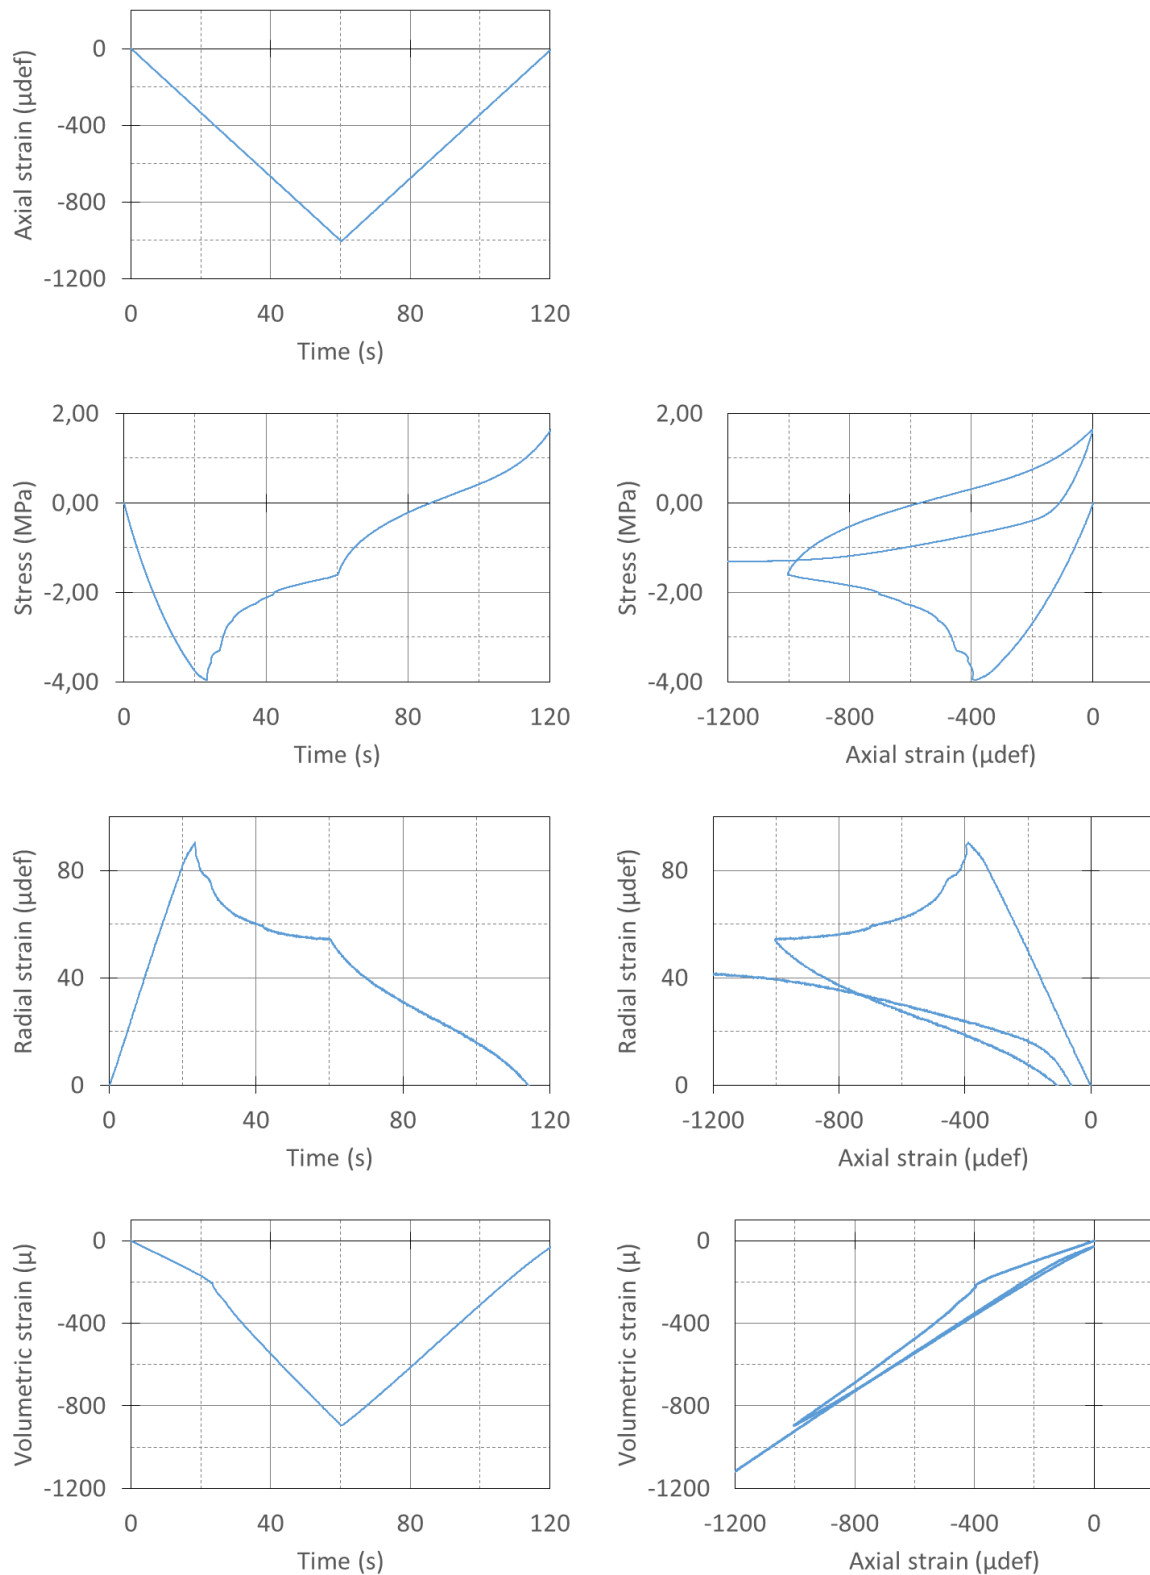 Axial strain (µdef)
0
-400
-800
-1200
0 40 80 120
Time (s)
Stress (MPa)
2,00
0,00
-2,00
-4,00
0 40 80 120
Time (s)
Stress (MPa)
2,00
0,00
-2,00
-4,00
-1200 -800 -400 0
Axial strain (µdef)
Radial strain (µdef)
80
40
0
0 40 80 120
Time (s)
Radial strain (µdef)
80
40
0
-1200 -800 -400 0
Axial strain (µdef)
Volumetric strain (µ)
0
-400
-800
-1200
0 40 80 120
Time (s)
Volumetric strain (µ)
0
-400
-800
-1200
-1200 -800 -400 0
Axial strain (µdef)